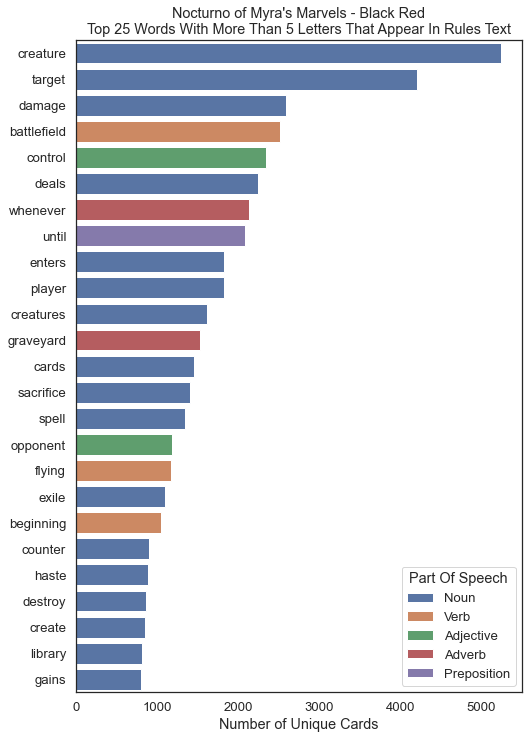 Nocturno of Myra's Marvels - Black Red
Top 25 Words With More Than 5 Letters That Appear In Rules Text
creature
target
damage
battlefield
control
deals
whenever
until
enters
player
creatures
graveyard
cards
sacrifice
spell
opponent
flying
exile
beginning
counter
haste
destroy
create
library
gains
Part Of Speech
Noun
Verb
Adjective
Adverb
Preposition
0 1000 2000 3000 4000 5000
Number of Unique Cards